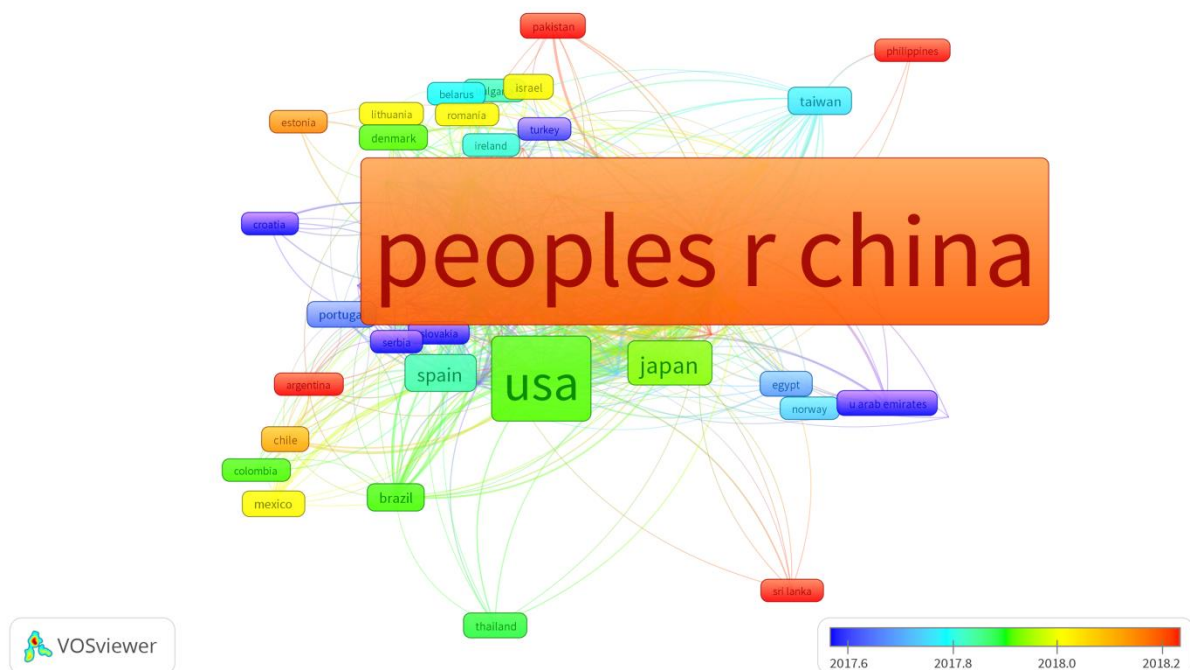 pakistan
philippines
israel
belarus
taiwan
lithuania
romania
estonia
turkey
denmark
ireland
peoples r china
croatia
portuga
slovakia
serbia
usa
japan
spain
argentina
egypt
u arab emirates
norway
chile
colombia
brazil
mexico
sri lanka
thailand
VOSviewer
2017.6 2017.8 2018.0 2018.2